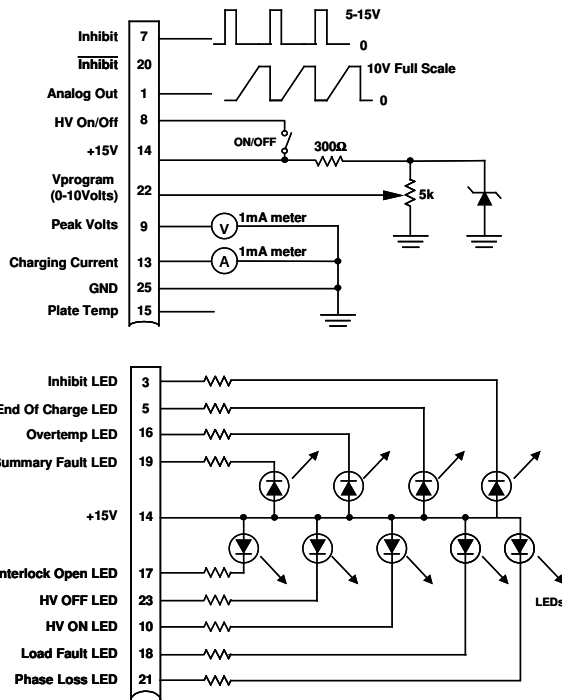 5-15V
Inhibit 7
0
Inhibit 20
10V Full Scale
Analog Out 1
0
HV On/Off 8
ON/OFF 300Ω
+15V 14
Vprogram
(0-10Volts) 22 5k
Peak Volts 9 V 1mA meter
Charging Current 13 A 1mA meter
GND 25
Plate Temp 15
Inhibit LED 3
End Of Charge LED 5
Overtemp LED 16
Summary Fault LED 19
+15V 14
Interlock Open LED 17
HV OFF LED 23
LEDs
HV ON LED 10
Load Fault LED 18
Phase Loss LED 21